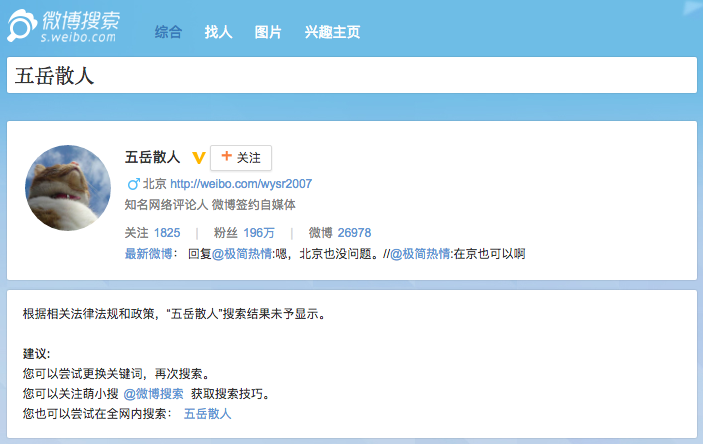 微博搜索
s.weibo.com
综合 找人 图片 兴趣主页
五岳散人
五岳散人 V + 关注
♂ 北京 http://weibo.com/wysr2007
知名网络评论人 微博签约自媒体
关注 1825 | 粉丝 196万 | 微博 26978
最新微博： 回复@极简热情:嗯，北京也没问题。//@极简热情:在京也可以啊
根据相关法律法规和政策，“五岳散人”搜索结果未予显示。
建议:
您可以尝试更换关键词，再次搜索。
您可以关注萌小搜 @微博搜索 获取搜索技巧。
您也可以尝试在全网内搜索： 五岳散人